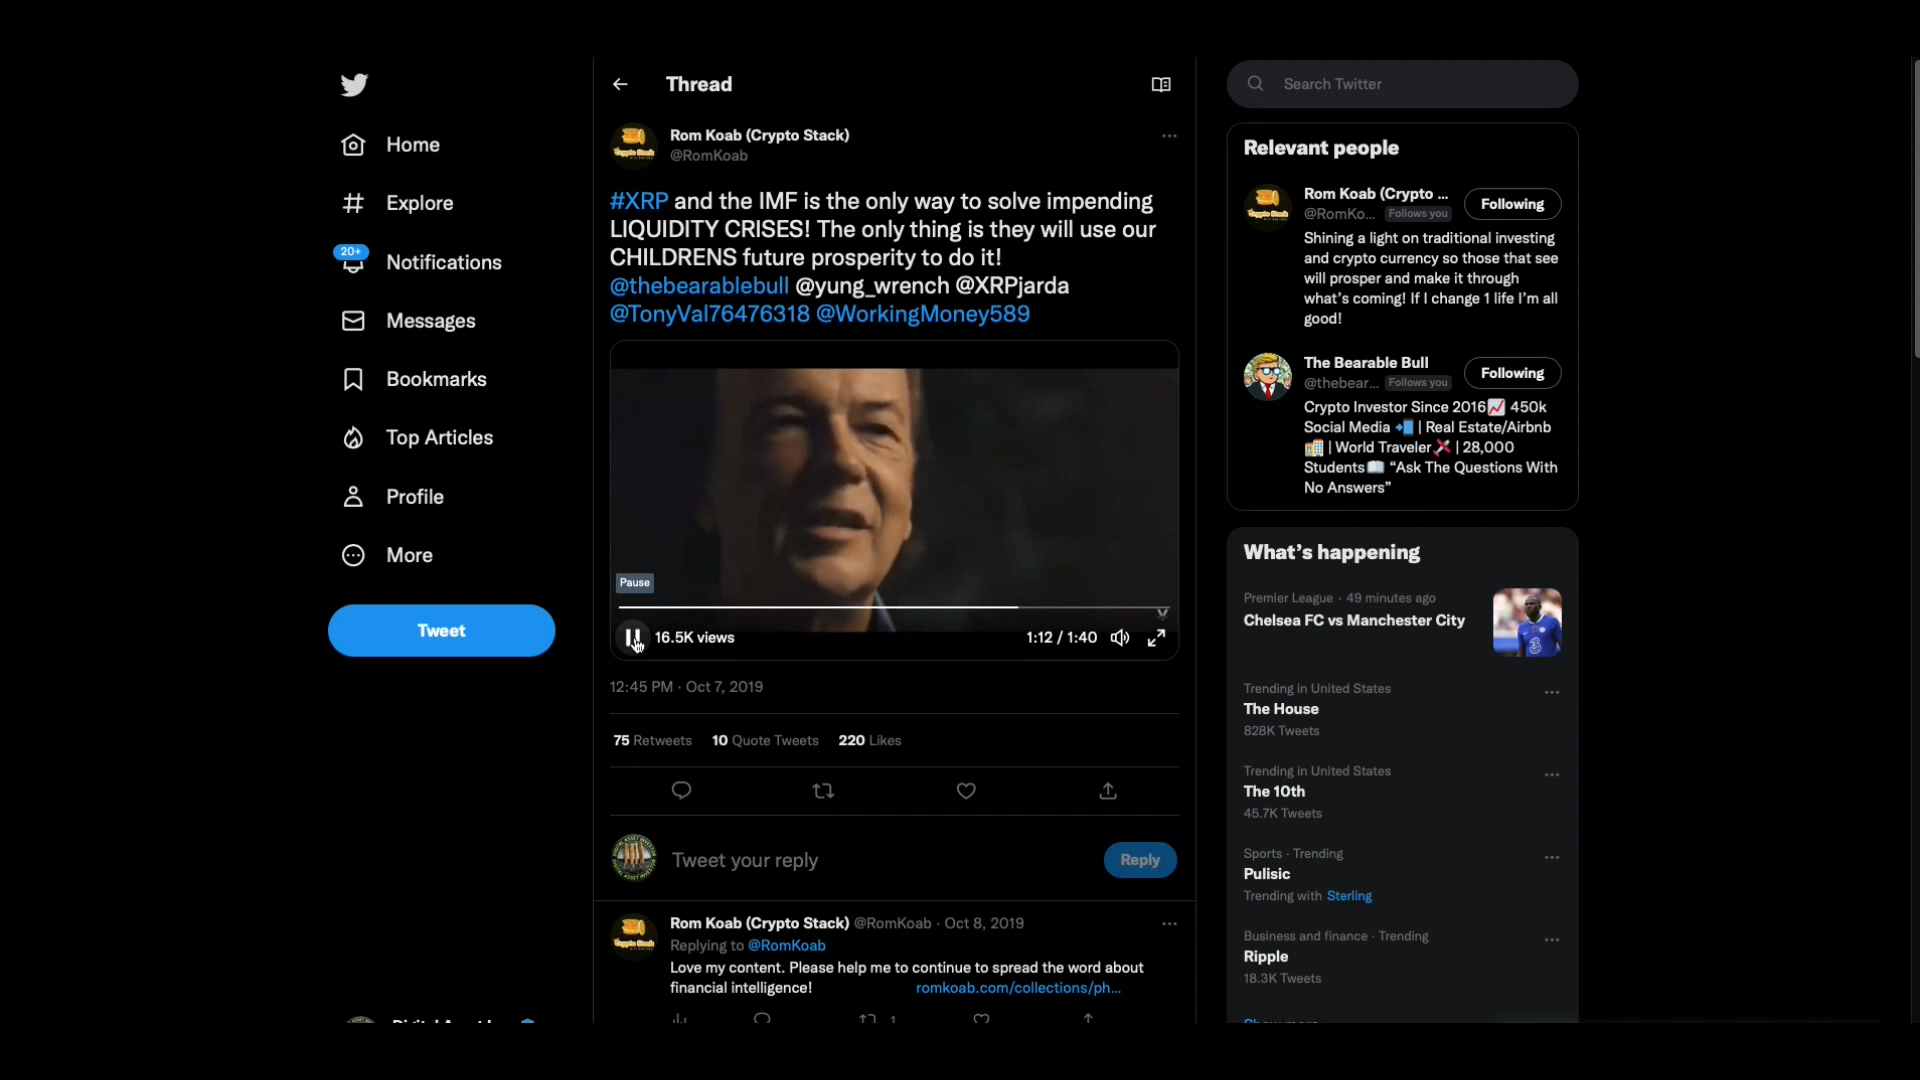 Home
Explore
20+
Notifications
Messages
Bookmarks
Top Articles
Profile
More
Tweet
Thread
Rom Koab (Crypto Stack)
@RomKoab
#XRP and the IMF is the only way to solve impending
LIQUIDITY CRISES! The only thing is they will use our
CHILDRENS future prosperity to do it!
@thebearablebull @yung_wrench @XRPjarda
@TonyVal76476318 @WorkingMoney589
Pause
16.5K views
1:12 / 1:40
12:45 PM · Oct 7, 2019
75 Retweets 10 Quote Tweets 220 Likes
Tweet your reply
Reply
Rom Koab (Crypto Stack) @RomKoab · Oct 8, 2019
Replying to @RomKoab
Love my content. Please help me to continue to spread the word about
financial intelligence! romkoab.com/collections/ph...
1
Search Twitter
Relevant people
Rom Koab (Crypto ...
Following
@RomKo... Follows you
Shining a light on traditional investing
and crypto currency so those that see
will prosper and make it through
what's coming! If I change 1 life I'm all
good!
The Bearable Bull
Following
@thebear... Follows you
Crypto Investor Since 2016📈 450k
Social Media 📲 | Real Estate/Airbnb
🏨 | World Traveler✈️ | 28,000
Students📖 “Ask The Questions With
No Answers”
What's happening
Premier League · 49 minutes ago
Chelsea FC vs Manchester City
Trending in United States
The House
828K Tweets
Trending in United States
The 10th
45.7K Tweets
Sports · Trending
Pulisic
Trending with Sterling
Business and finance · Trending
Ripple
18.3K Tweets
Show more